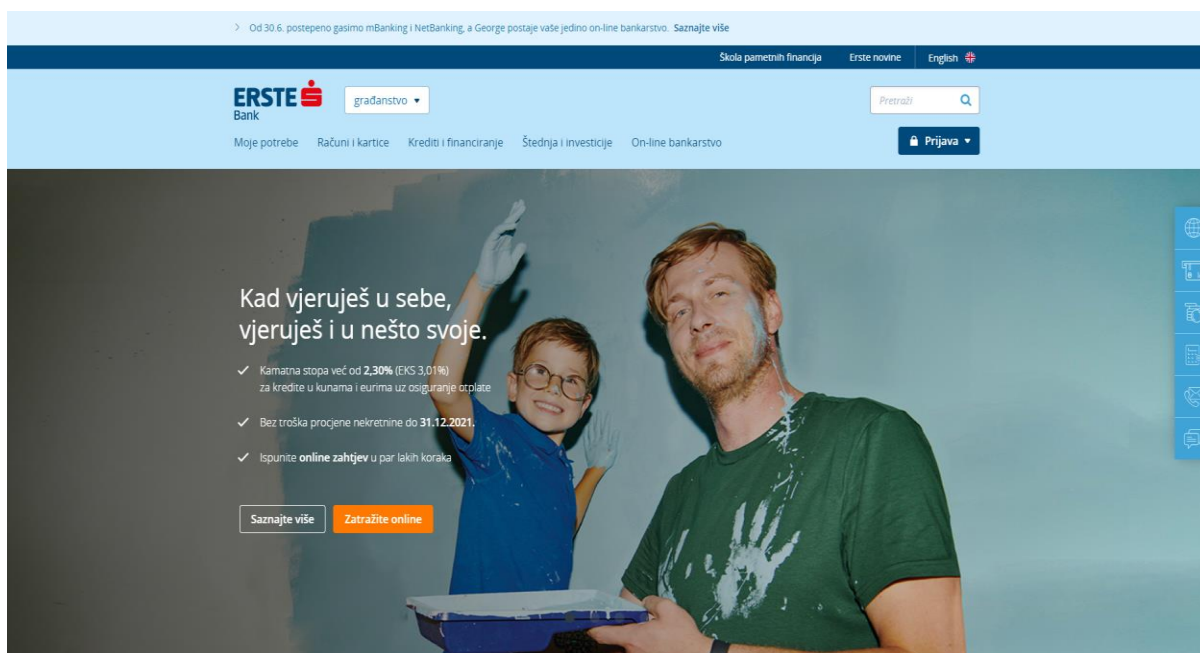 Od 30.6. postepeno gasimo mBanking i NetBanking, a George postaje vaše jedino on-line bankarstvo. Saznajte više
Škola pametnih financija Erste novine English
ERSTE
Bank
građanstvo
Pretraži
Moje potrebe Računi i kartice Krediti i financiranje Štednja i investicije On-line bankarstvo
Prijava
Kad vjeruješ u sebe,
vjeruješ i u nešto svoje.
Kamatna stopa već od 2,30% (EKS 3,01%)
za kredite u kunama i eurima uz osiguranje otplate
Bez troška procjene nekretnine do 31.12.2021.
Ispunite online zahtjev u par lakih koraka
Saznajte više Zatražite online